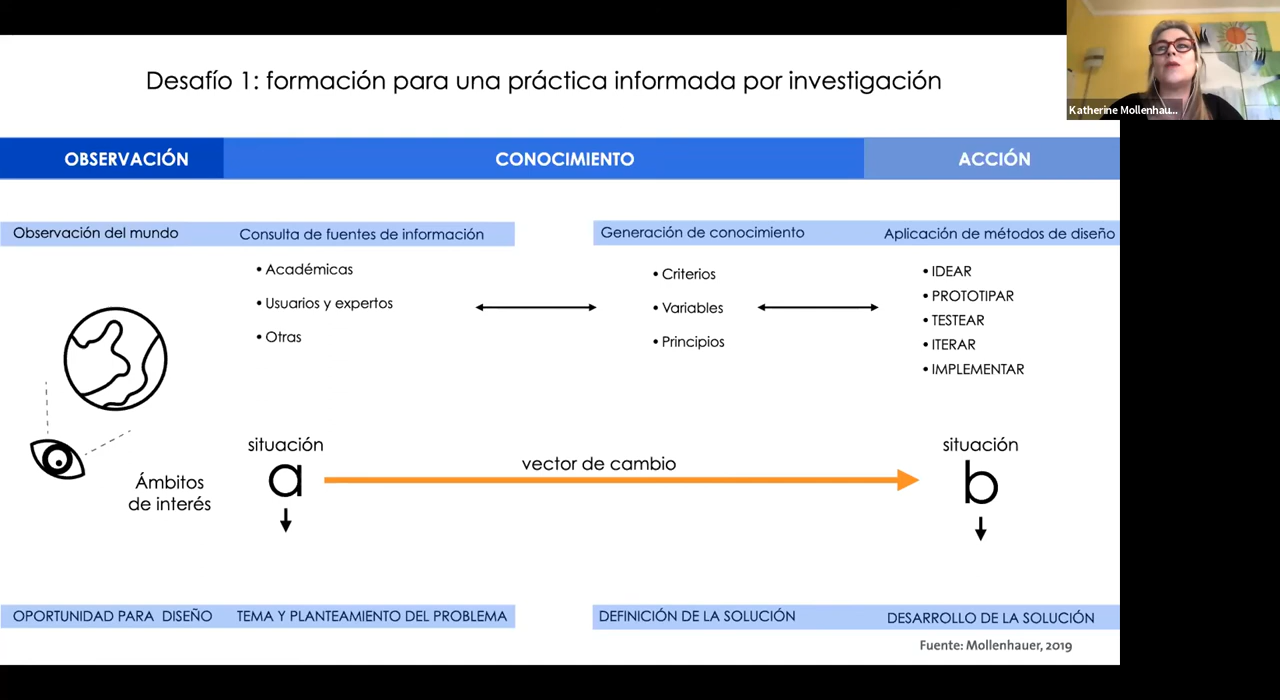 Desafío 1: formación para una práctica informada por investigación
Katherine Mollenhau...
OBSERVACIÓN
CONOCIMIENTO
ACCIÓN
Observación del mundo
Consulta de fuentes de información
Generación de conocimiento
Aplicación de métodos de diseño
• Académicas
• Usuarios y expertos
• Otras
• Criterios
• Variables
• Principios
• IDEAR
• PROTOTIPAR
• TESTEAR
• ITERAR
• IMPLEMENTAR
Ámbitos
de interés
situación
a
vector de cambio
situación
b
OPORTUNIDAD PARA DISEÑO
TEMA Y PLANTEAMIENTO DEL PROBLEMA
DEFINICIÓN DE LA SOLUCIÓN
DESARROLLO DE LA SOLUCIÓN
Fuente: Mollenhauer, 2019